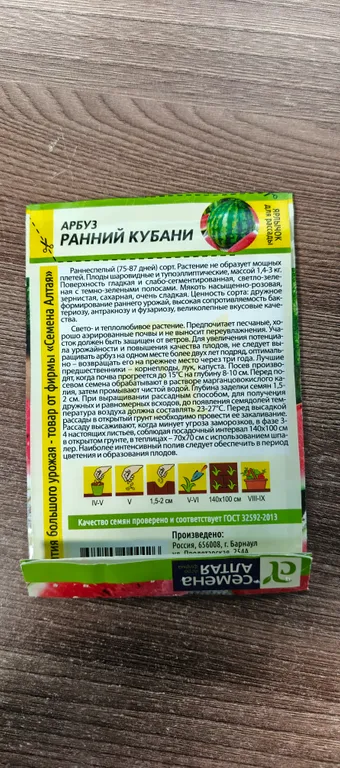 АРБУЗ
РАННИЙ КУБАНИ
ЯРЛЫЧОК
для рассады
Раннеспелый (75-87 дней) сорт. Растение не образует мощных
плетей. Плоды шаровидные и тупоэллиптические, массой 1,4-3 кг.
Поверхность гладкая и слабо-сегментированная, светло-зеле-
ная с темно-зелеными полосами. Мякоть насыщенно-розовая,
зернистая, сахарная, очень сладкая. Ценность сорта: дружное
формирование раннего урожая, высокая сопротивляемость бак-
териозу, антракнозу и фузариозу, великолепные вкусовые каче-
ства.
Свето- и теплолюбивое растение. Предпочитает песчаные, хо-
рошо аэрированные почвы и не выносит переувлажнения. Уча-
сток должен быть защищен от ветров. Для увеличения потенциа-
ла урожайности и повышения качества плодов, не следует вы-
ращивать арбуз на одном месте более двух лет подряд, оптималь-
но - возвращать его на прежнее место через три года. Лучшие
предшественники – корнеплоды, лук, капуста. Посев производ-
дят, когда почва прогреется до 15°С на глубину 8-10 см. Перед по-
севом семена обрабатывают в растворе марганцовокислого ка-
лия, затем промывают чистой водой. Глубина заделки семян 1,5-
2 см. При выращивании рассадным способом, для получения
дружных и равномерных всходов, до появления семядолей тем-
пература воздуха должна составлять 23-27°С. Перед высадкой
рассады в открытый грунт необходимо провести ее закаливание.
Рассаду высаживают, когда минует угроза заморозков, в фазе 3-
4 настоящих листьев, соблюдая посадочный интервал 140х100 см
в открытом грунте, в теплицах – 70х70 см с использованием шпа-
лер. Наиболее интенсивный полив следует обеспечить в период
цветения и образования плодов.
IV-V V 1,5-2 см V-VI 140х100 см VIII-IX
Качество семян проверено и соответствует ГОСТ 32592-2013
Произведено:
Россия, 656008, г. Барнаул
тия большого урожая - товар от фирмы «Семена Алтая»
семена
АЛТАЯ